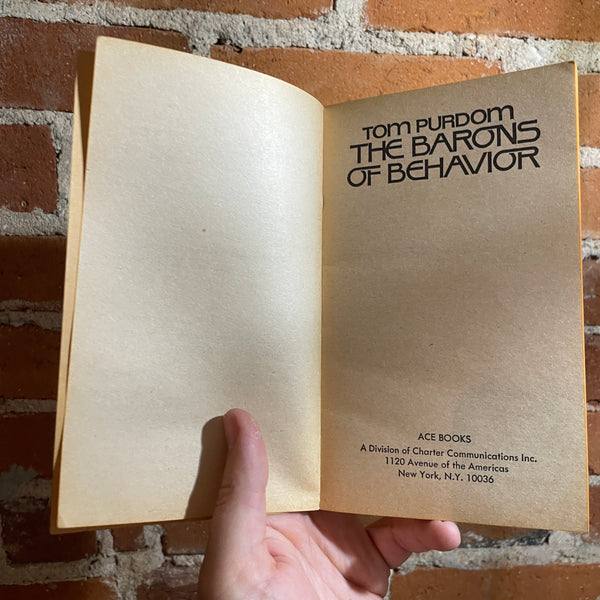 TOM PURDOM
THE BARONS
OF BEHAVIOR
ACE BOOKS
A Division of Charter Communications Inc.
1120 Avenue of the Americas
New York, N.Y. 10036